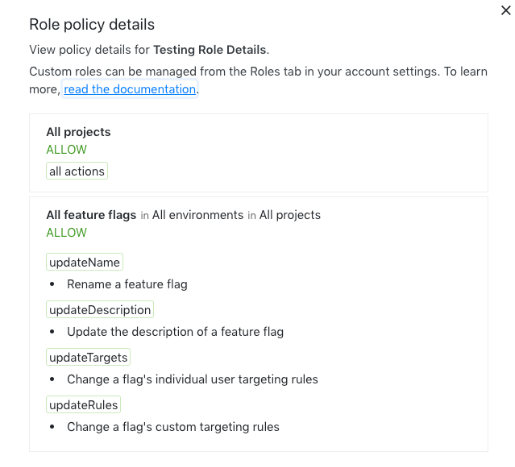 Role policy details
View policy details for Testing Role Details.
Custom roles can be managed from the Roles tab in your account settings. To learn
more, read the documentation.
All projects
ALLOW
all actions
All feature flags in All environments in All projects
ALLOW
updateName
• Rename a feature flag
updateDescription
• Update the description of a feature flag
updateTargets
• Change a flag's individual user targeting rules
updateRules
• Change a flag's custom targeting rules